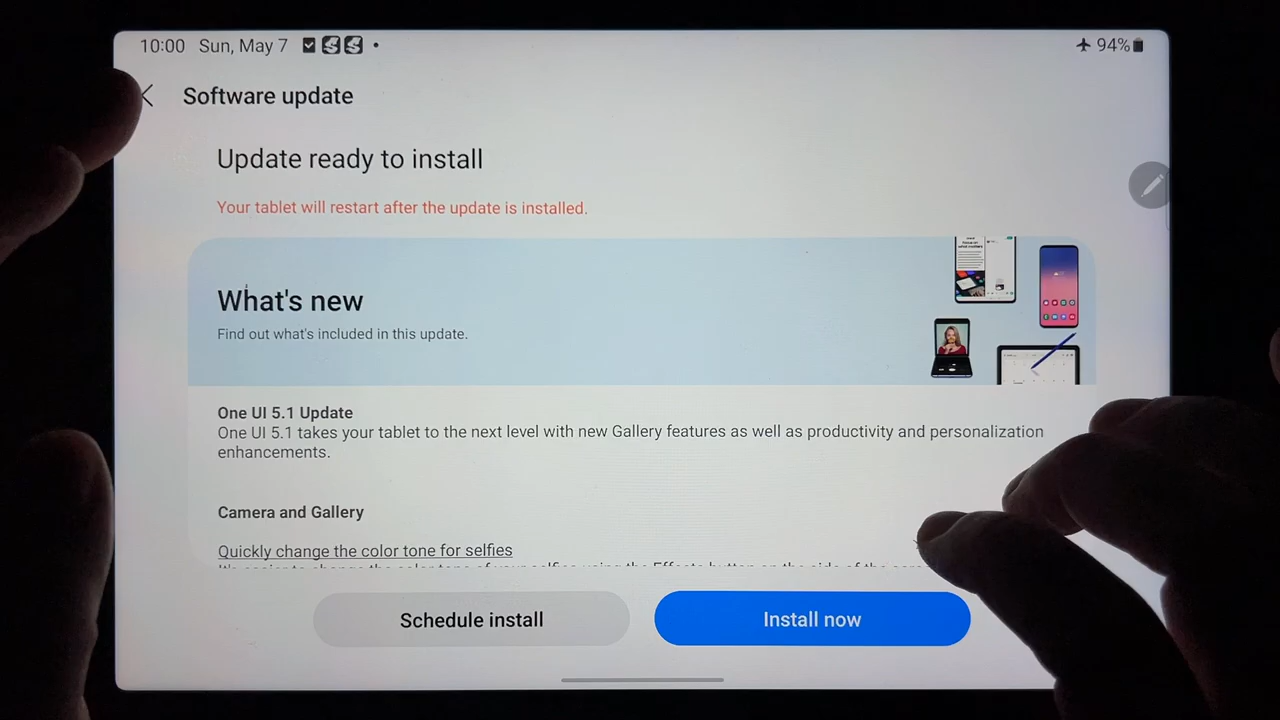 10:00 Sun, May 7
94%
Software update
Update ready to install
Your tablet will restart after the update is installed.
What's new
Find out what's included in this update.
One UI 5.1 Update
One UI 5.1 takes your tablet to the next level with new Gallery features as well as productivity and personalization
enhancements.
Camera and Gallery
Quickly change the color tone for selfies
Schedule install
Install now